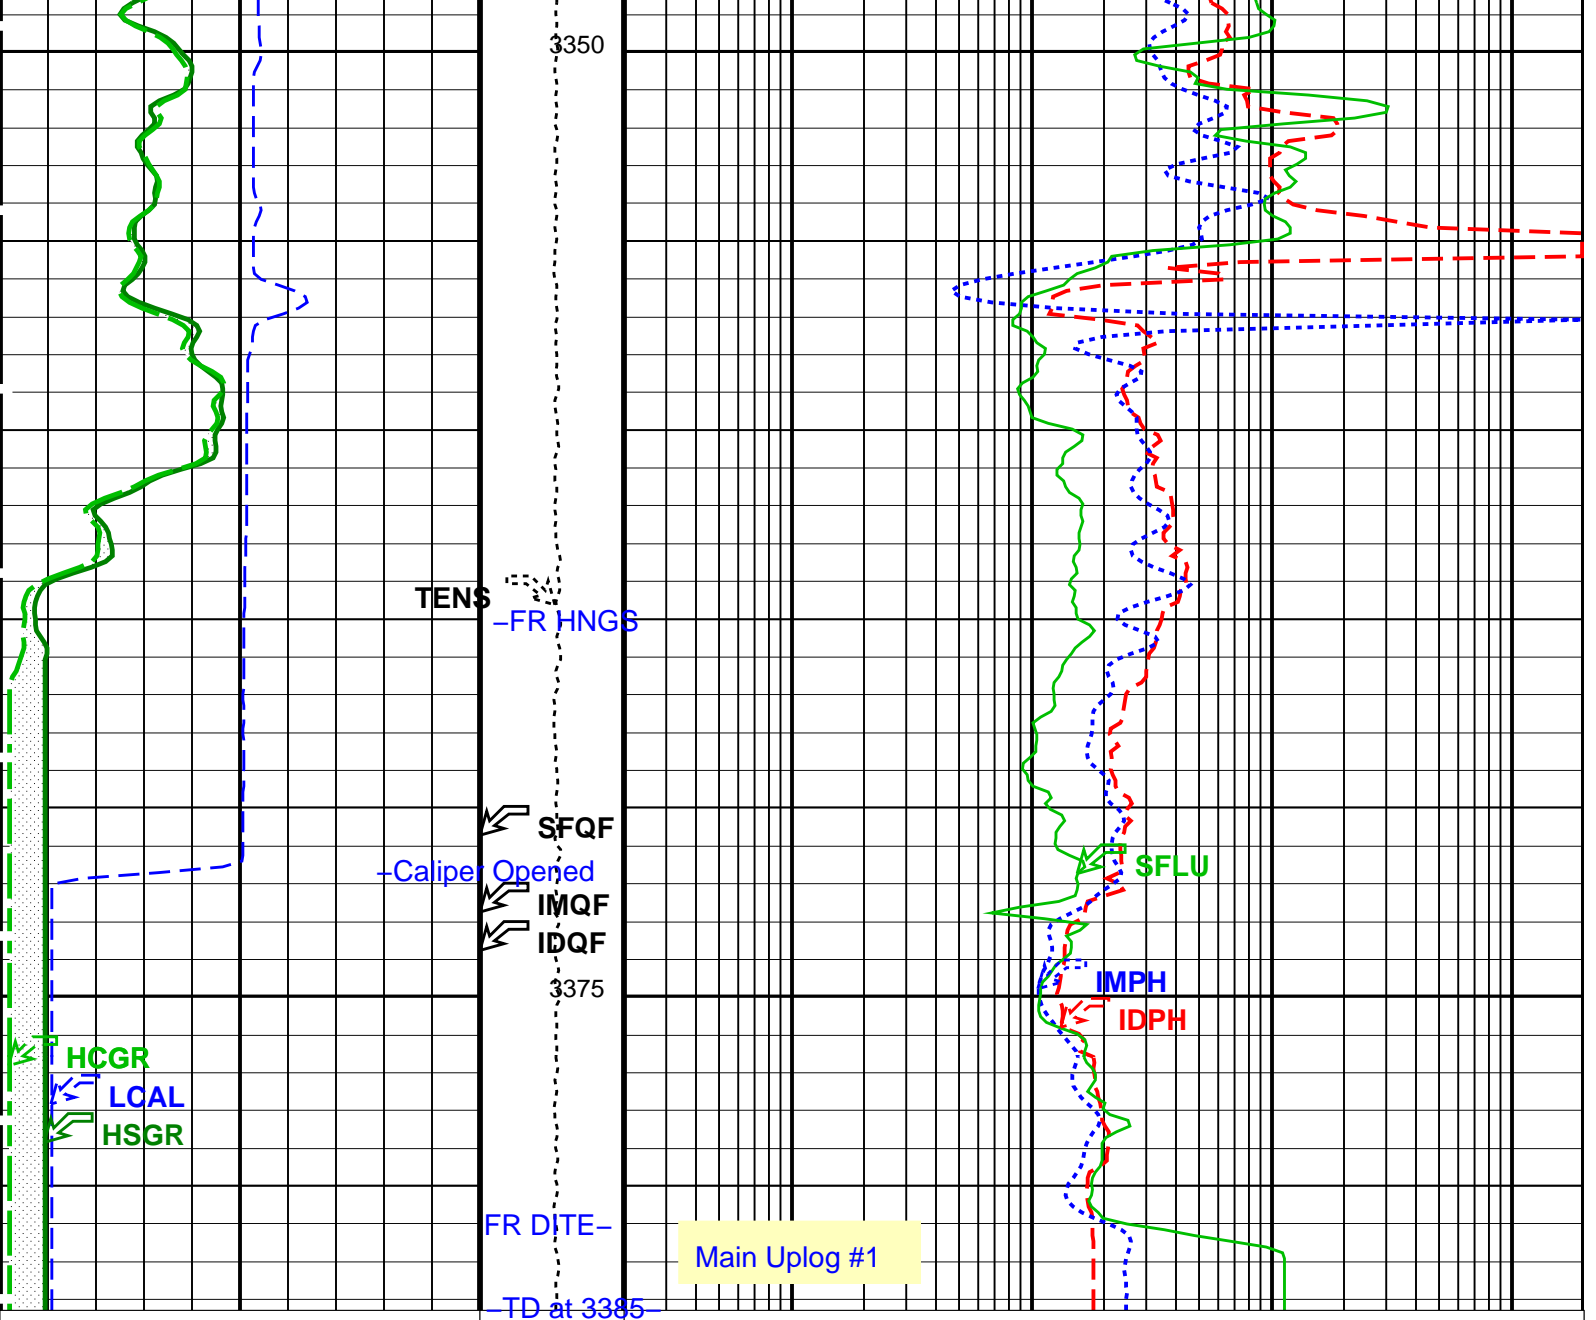 3350
TENS
–FR HNGS
SFQF
–Caliper Opened
SFLU
IMQF
IDQF
IMPH
3375
IDPH
HCGR
LCAL
HSGR
FR DITE–
Main Uplog #1
–TD at 3385–